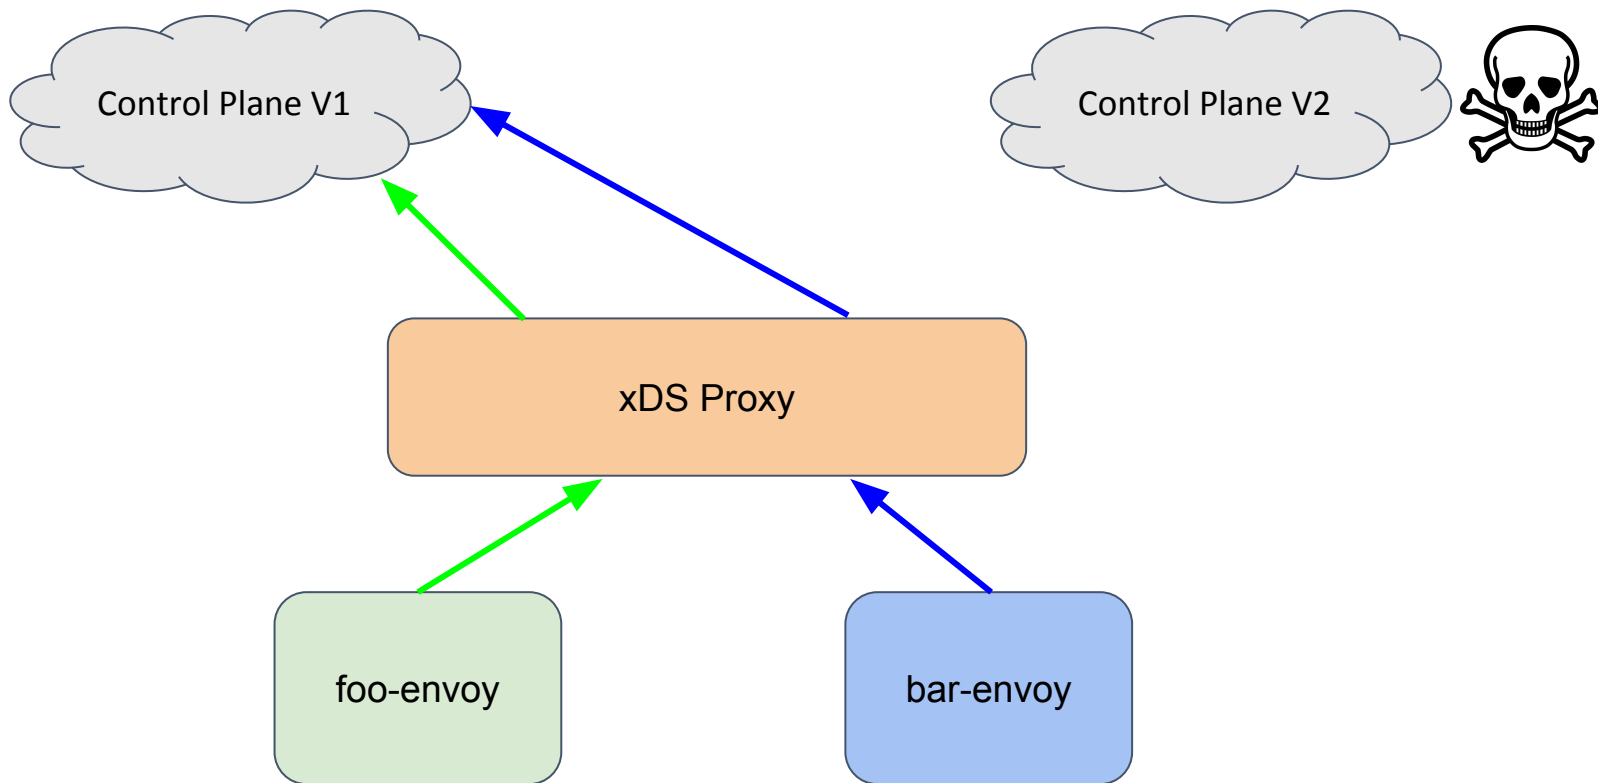 Control Plane V1
Control Plane V2
xDS Proxy
foo-envoy
bar-envoy